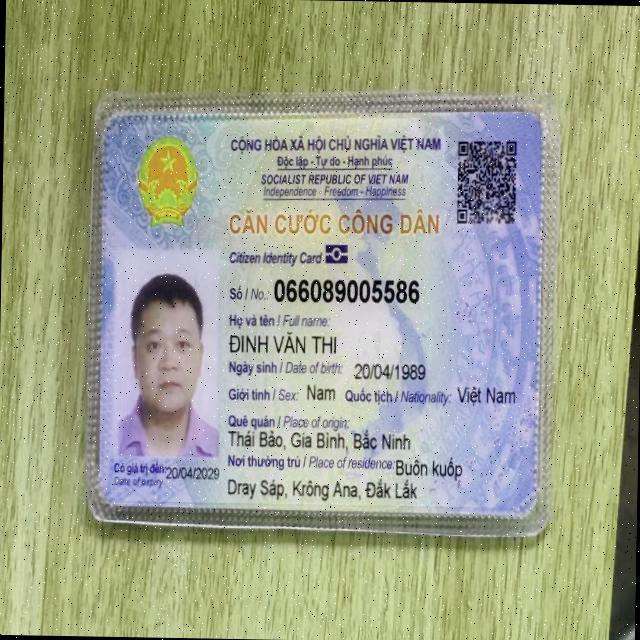 CỘNG HÒA XÃ HỘI CHỦ NGHĨA VIỆT NAM
Độc lập - Tự do - Hạnh phúc
SOCIALIST REPUBLIC OF VIET NAM
Independence - Freedom - Happiness
CĂN CƯỚC CÔNG DÂN
Citizen Identity Card
Số / No.: 066089005586
Họ và tên / Full name:
ĐINH VĂN THI
Ngày sinh / Date of birth: 20/04/1989
Giới tính / Sex: Nam Quốc tịch / Nationality: Việt Nam
Quê quán / Place of origin:
Thái Bảo, Gia Bình, Bắc Ninh
Nơi thường trú / Place of residence: Buôn kuốp
Dray Sáp, Krông Ana, Đắk Lắk
Có giá trị đến: 20/04/2029
Date of expiry